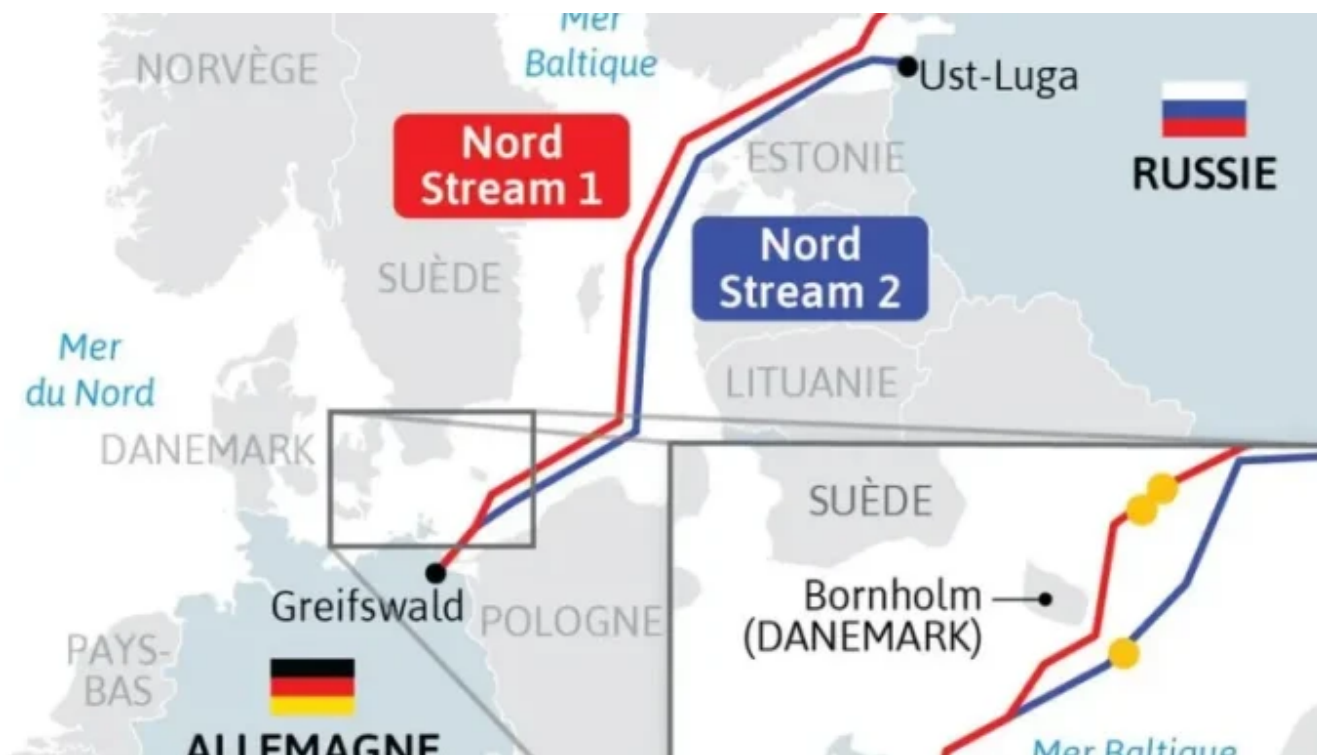 Mer
Baltique
NORVÈGE
Ust-Luga
Nord
Stream 1
ESTONIE
RUSSIE
Nord
Stream 2
SUÈDE
Mer
du Nord
LITUANIE
DANEMARK
SUÈDE
Greifswald
Bornholm
(DANEMARK)
POLOGNE
PAYS-
BAS
ALLEMAGNE
Mer Baltique